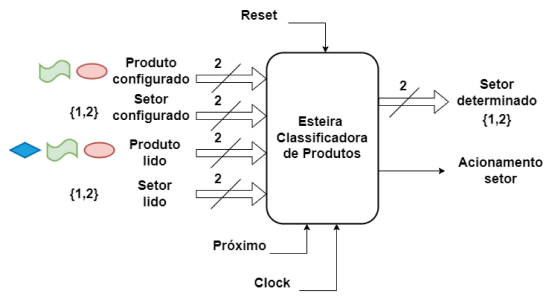 Reset
Produto
configurado
2
{1,2}
Setor
configurado
2
Produto
lido
2
{1,2}
Setor
lido
2
Esteira
Classificadora
de Produtos
2
Setor
determinado
{1,2}
Acionamento
setor
Próximo
Clock